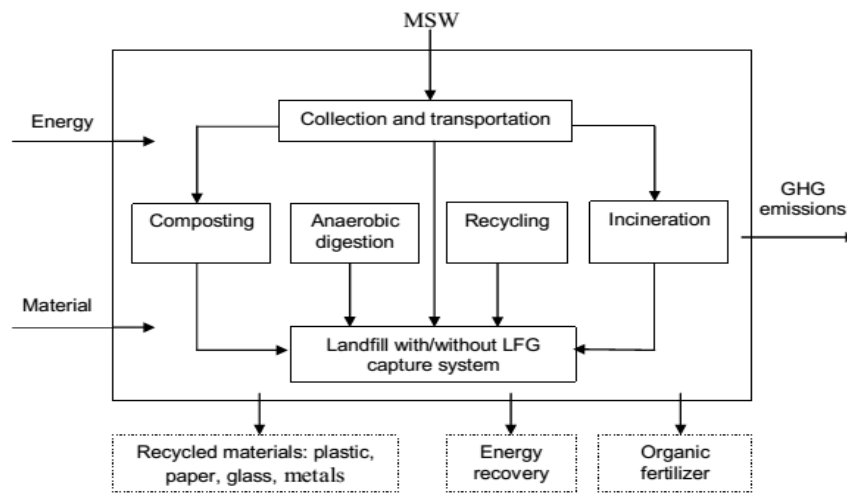 MSW
Collection and transportation
Energy
GHG
emissions
Composting
Anaerobic
digestion
Recycling
Incineration
Material
Landfill with/without LFG
capture system
Recycled materials: plastic,
paper, glass, metals
Energy
recovery
Organic
fertilizer